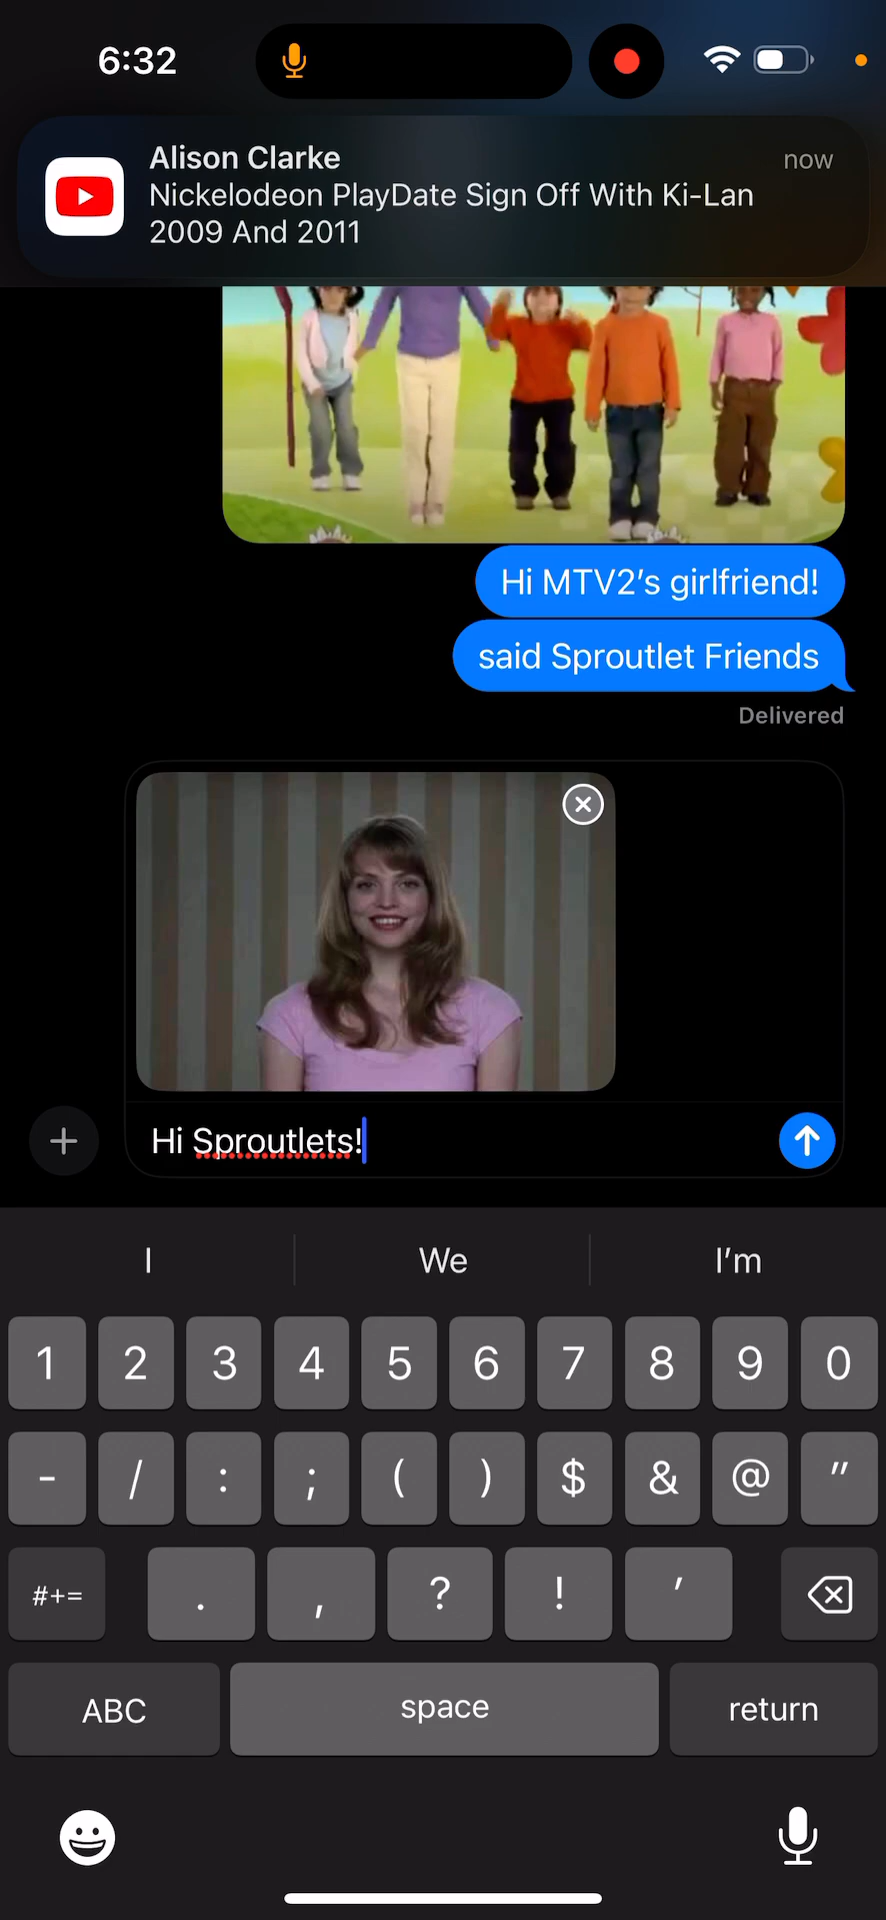 6:32
Alison Clarke
now
Nickelodeon PlayDate Sign Off With Ki-Lan
2009 And 2011
Hi MTV2’s girlfriend!
said Sproutlet Friends
Delivered
Hi Sproutlets!
I We I’m
1 2 3 4 5 6 7 8 9 0
- / : ; ( ) $ & @ "
#+= . , ? ! ’
ABC space return